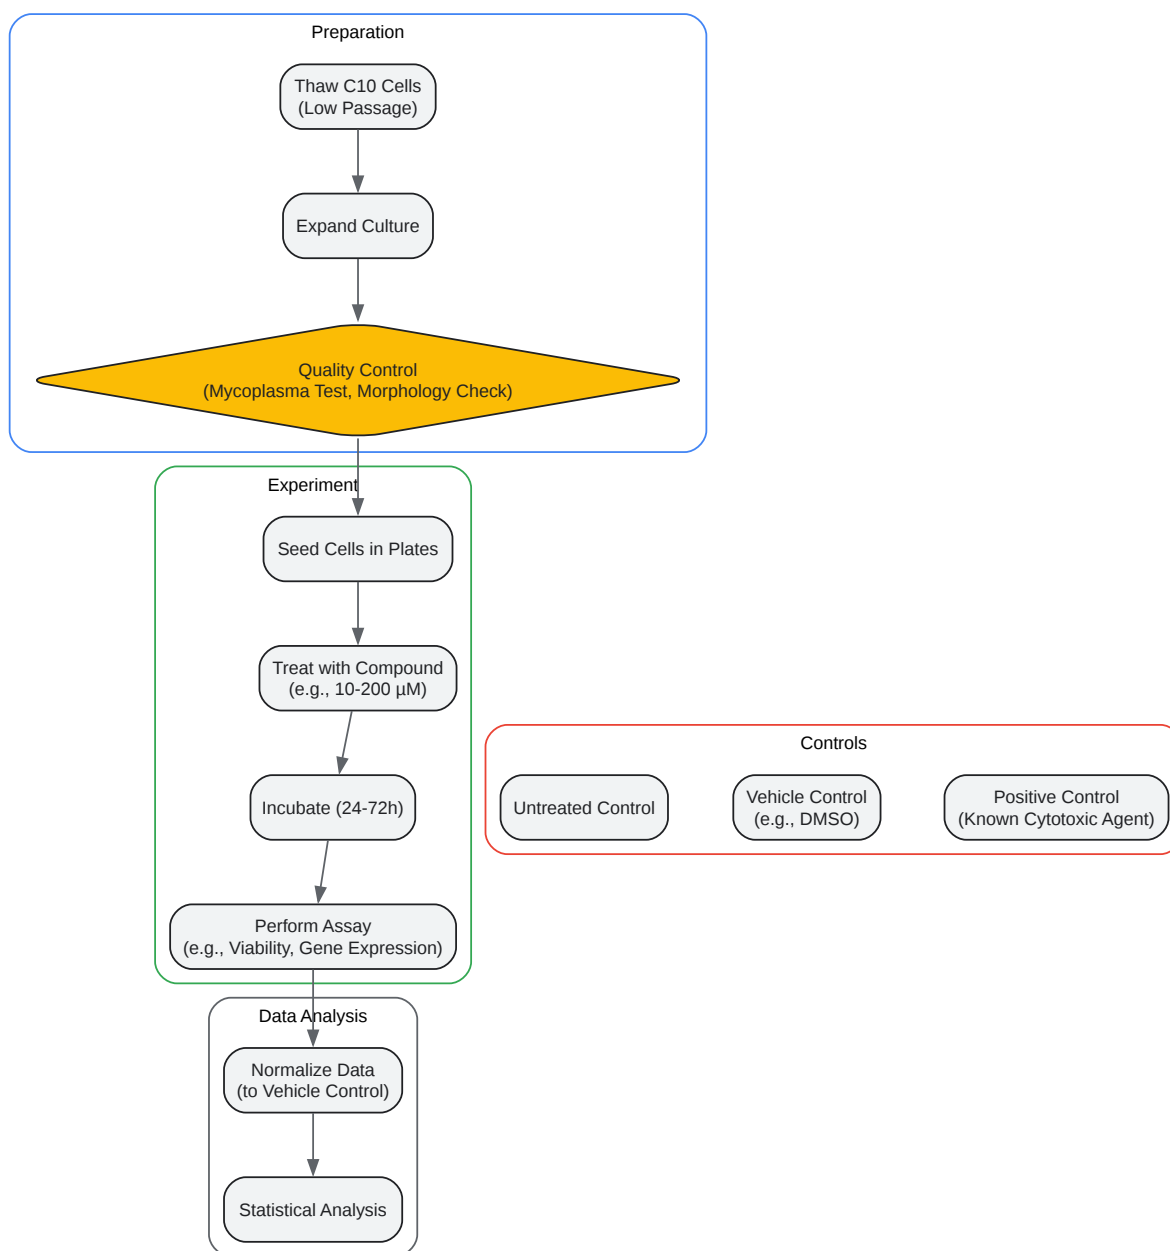 Preparation
Thaw C10 Cells
(Low Passage)
Expand Culture
Quality Control
(Mycoplasma Test, Morphology Check)
Experiment
Seed Cells in Plates
Treat with Compound
(e.g., 10-200 µM)
Incubate (24-72h)
Perform Assay
(e.g., Viability, Gene Expression)
Controls
Untreated Control
Vehicle Control
(e.g., DMSO)
Positive Control
(Known Cytotoxic Agent)
Data Analysis
Normalize Data
(to Vehicle Control)
Statistical Analysis